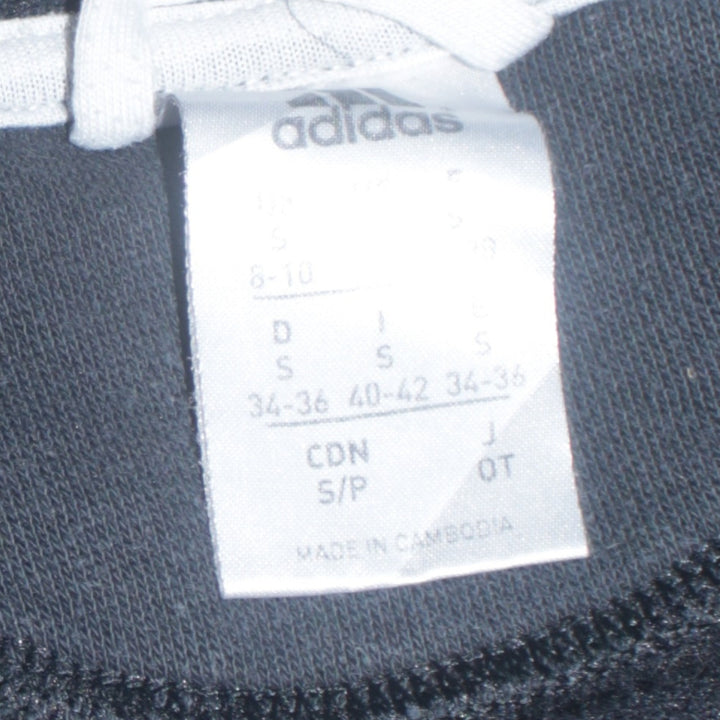 adidas
S S
8-10
D I
S S S
34-36 40-42 34-36
CDN J
S/P OT
MADE IN CAMBODIA